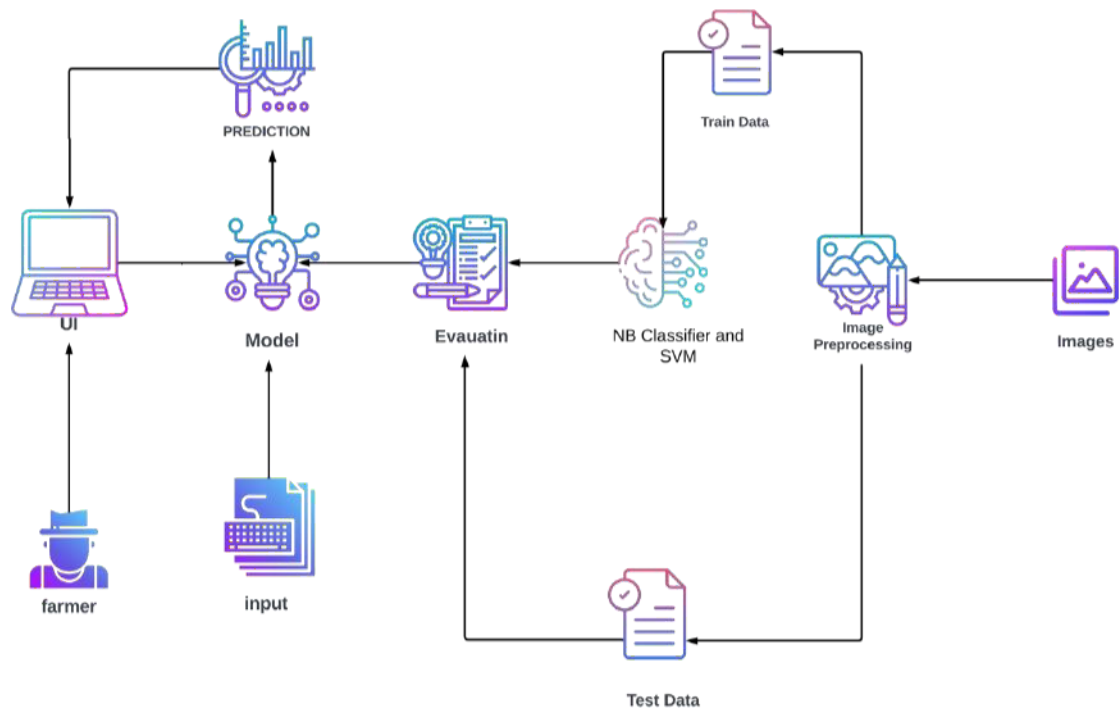 Train Data
PREDICTION
UI
Model
Evauatin
NB Classifier and
SVM
Image
Preprocessing
Images
farmer
input
Test Data